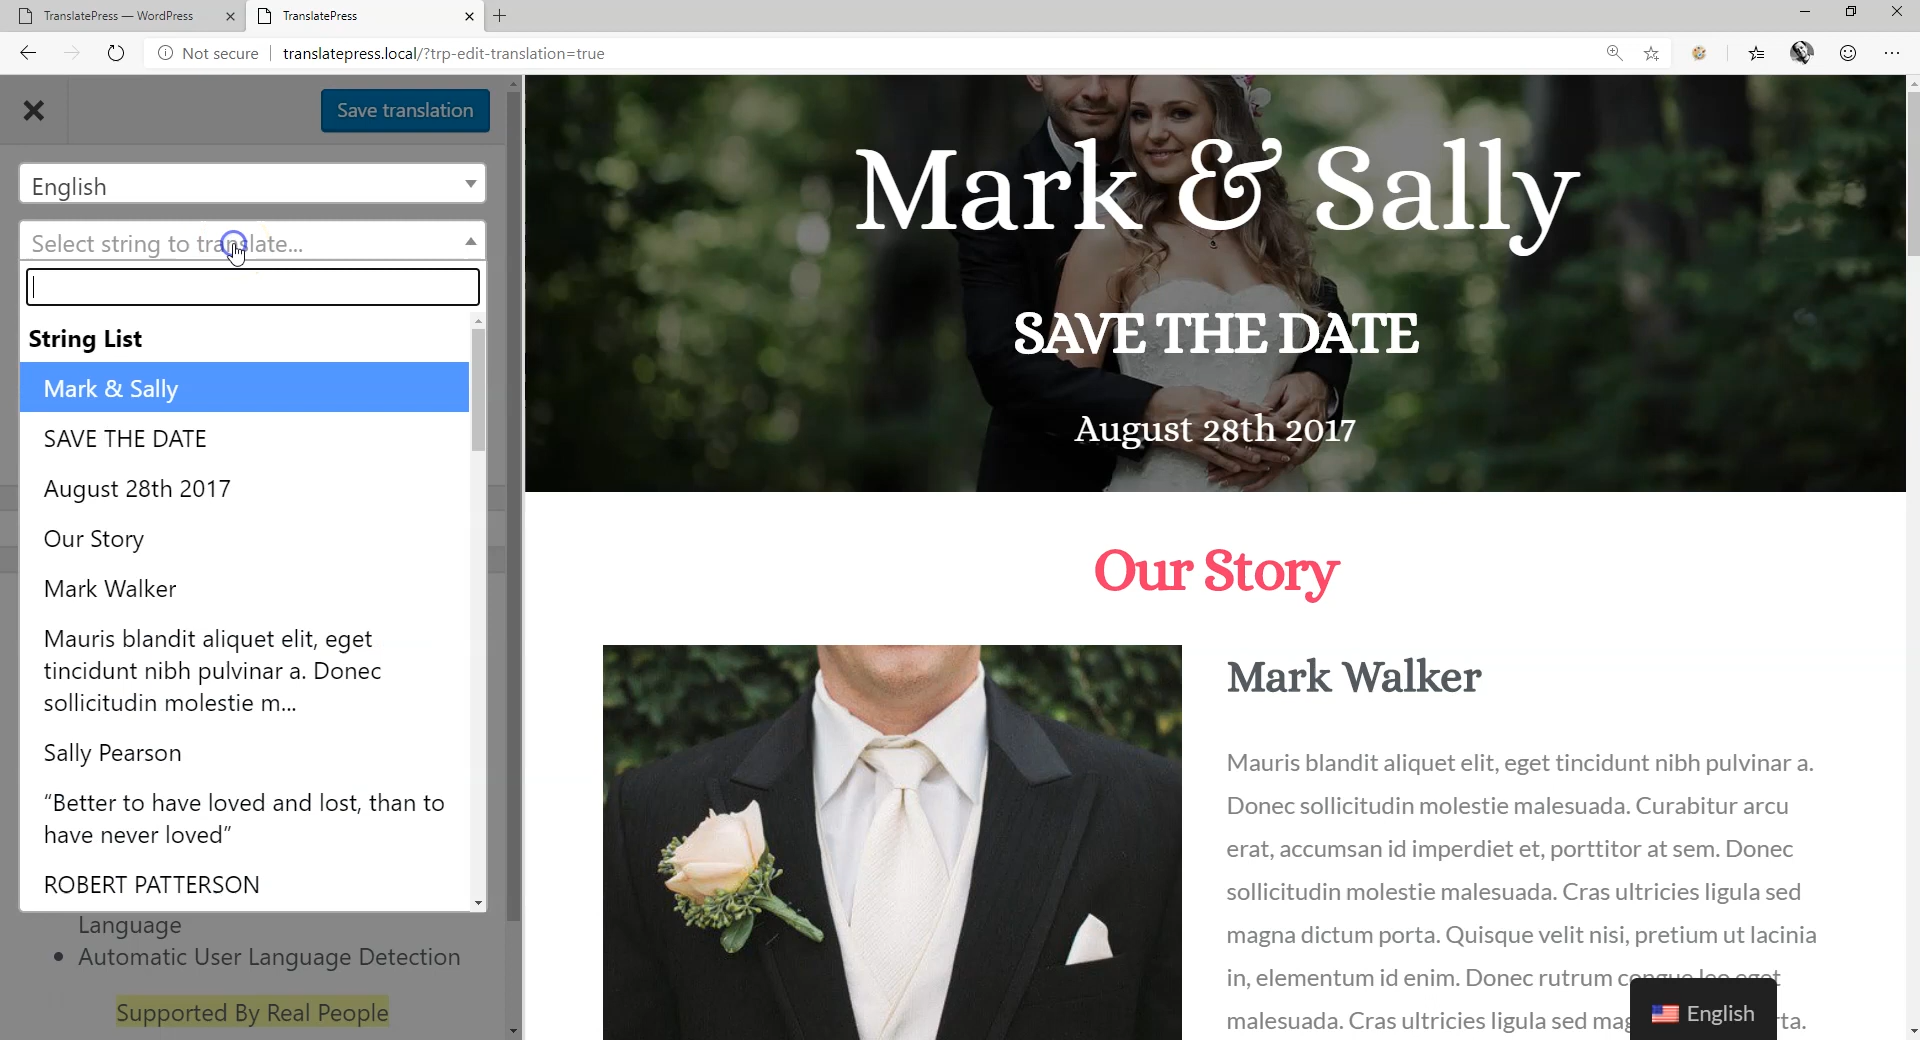 TranslatePress — WordPress
TranslatePress
Not secure
translatepress.local/?trp-edit-translation=true
Save translation
English
Select string to translate...
String List
Mark & Sally
SAVE THE DATE
August 28th 2017
Our Story
Mark Walker
Mauris blandit aliquet elit, eget
tincidunt nibh pulvinar a. Donec
sollicitudin molestie m...
Sally Pearson
“Better to have loved and lost, than to
have never loved”
ROBERT PATTERSON
Language
• Automatic User Language Detection
Supported By Real People
Mark & Sally
SAVE THE DATE
August 28th 2017
Our Story
Mark Walker
Mauris blandit aliquet elit, eget tincidunt nibh pulvinar a.
Donec sollicitudin molestie malesuada. Curabitur arcu
erat, accumsan id imperdiet et, porttitor at sem. Donec
sollicitudin molestie malesuada. Cras ultricies ligula sed
magna dictum porta. Quisque velit nisi, pretium ut lacinia
in, elementum id enim. Donec rutrum congue leo eget
malesuada. Cras ultricies ligula sed
English